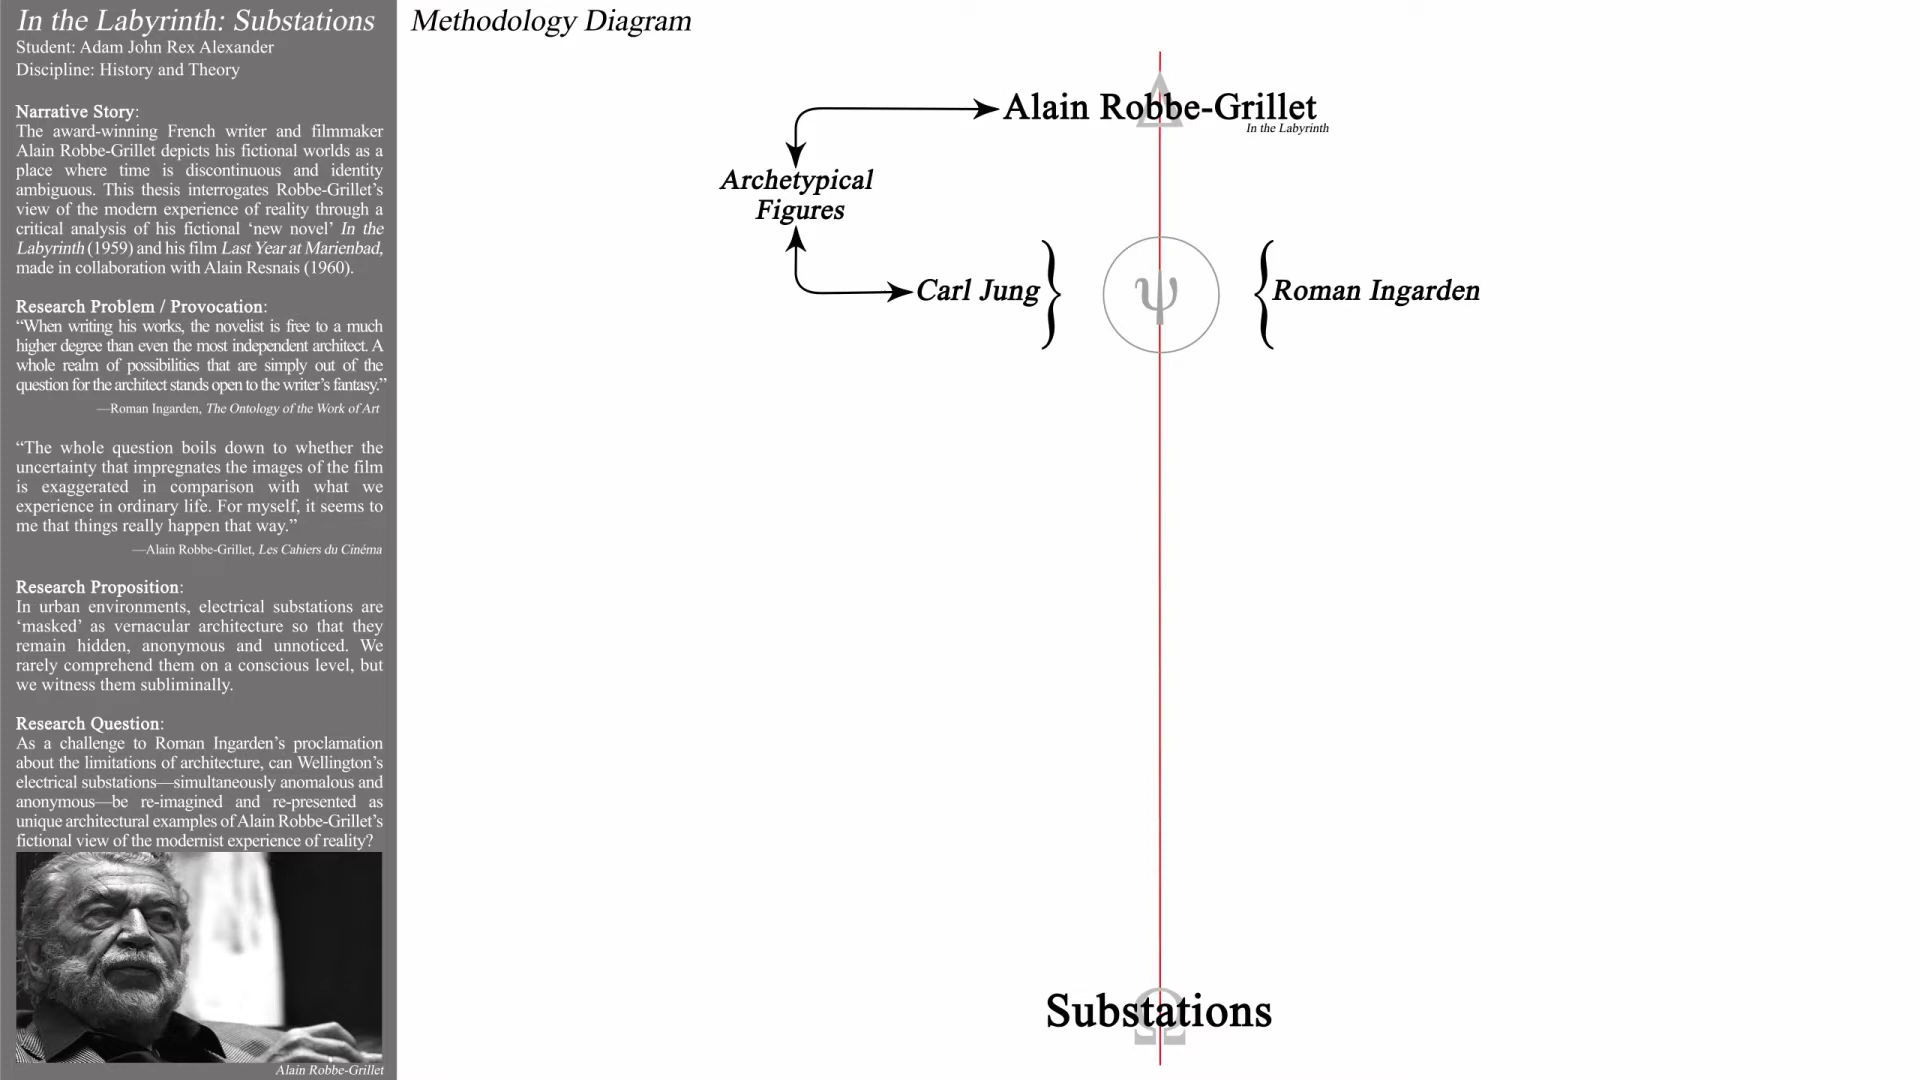 In the Labyrinth: Substations
Student: Adam John Rex Alexander
Discipline: History and Theory
Narrative Story:
The award-winning French writer and filmmaker
Alain Robbe-Grillet depicts his fictional worlds as a
place where time is discontinuous and identity
ambiguous. This thesis interrogates Robbe-Grillet’s
view of the modern experience of reality through a
critical analysis of his fictional ‘new novel’ In the
Labyrinth (1959) and his film Last Year at Marienbad,
made in collaboration with Alain Resnais (1960).
Research Problem / Provocation:
“When writing his works, the novelist is free to a much
higher degree than even the most independent architect. A
whole realm of possibilities that are simply out of the
question for the architect stands open to the writer’s fantasy.”
—Roman Ingarden, The Ontology of the Work of Art
“The whole question boils down to whether the
uncertainty that impregnates the images of the film
is exaggerated in comparison with what we
experience in ordinary life. For myself, it seems to
me that things really happen that way.”
—Alain Robbe-Grillet, Les Cahiers du Cinéma
Research Proposition:
In urban environments, electrical substations are
‘masked’ as vernacular architecture so that they
remain hidden, anonymous and unnoticed. We
rarely comprehend them on a conscious level, but
we witness them subliminally.
Research Question:
As a challenge to Roman Ingarden’s proclamation
about the limitations of architecture, can Wellington’s
electrical substations—simultaneously anomalous and
anonymous—be re-imagined and re-presented as
unique architectural examples of Alain Robbe-Grillet’s
fictional view of the modernist experience of reality?
Alain Robbe-Grillet
Methodology Diagram
Δ
Alain Robbe-Grillet
In the Labyrinth
Archetypical
Figures
Carl Jung
ψ
Roman Ingarden
Substations
Ω